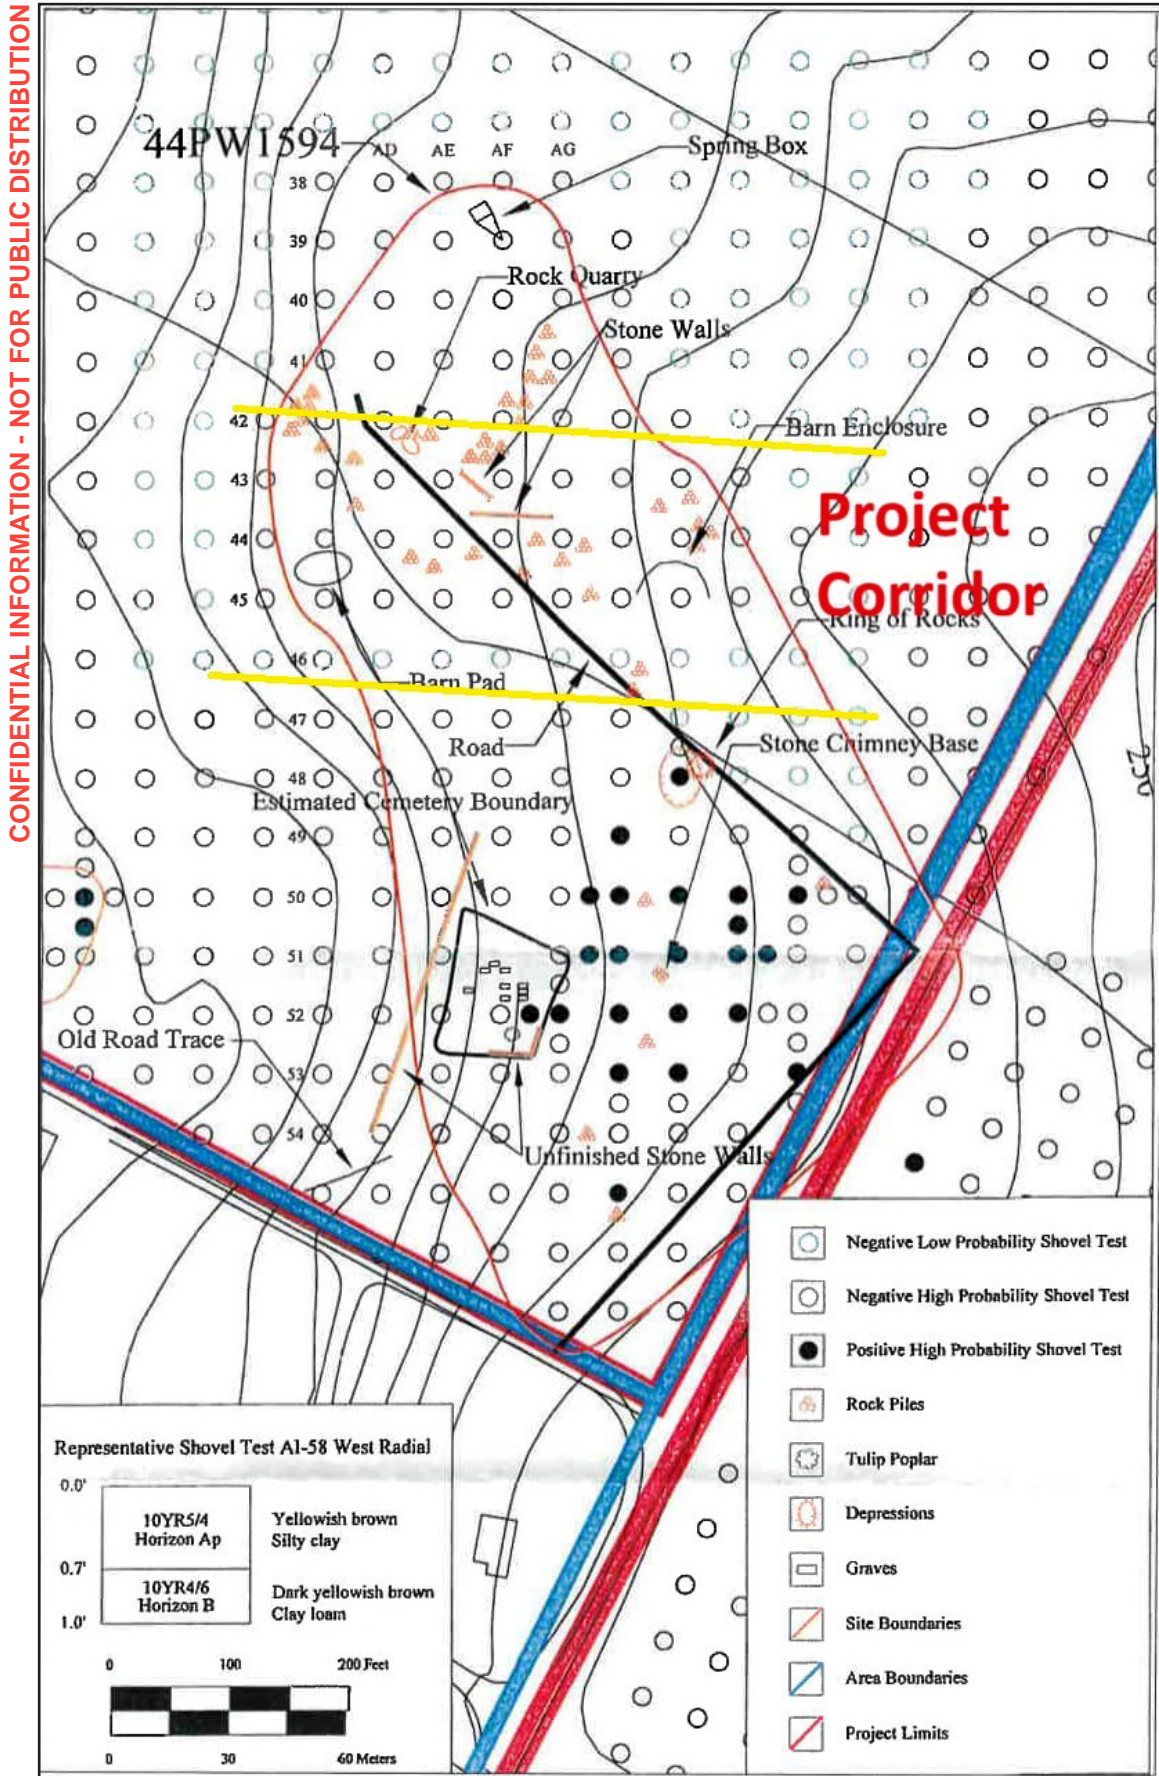 CONFIDENTIAL INFORMATION - NOT FOR PUBLIC DISTRIBUTION
44PW1594
AD AE AF AG
Spring Box
38
39
Rock Quarry
40
Stone Walls
41
42
Barn Enclosure
43
Project
Corridor
44
45
Ring of Rocks
46
Barn Pad
47
Road
Stone Chimney Base
48
Estimated Cemetery Boundary
49
50
51
52
Old Road Trace
53
54
Unfinished Stone Walls
Negative Low Probability Shovel Test
Negative High Probability Shovel Test
Positive High Probability Shovel Test
Rock Piles
Tulip Poplar
Depressions
Graves
Site Boundaries
Area Boundaries
Project Limits
Representative Shovel Test AI-58 West Radial
0.0'
10YR5/4
Horizon Ap
Yellowish brown
Silty clay
0.7'
10YR4/6
Horizon B
Dark yellowish brown
Clay loam
1.0'
0 100 200 Feet
0 30 60 Meters